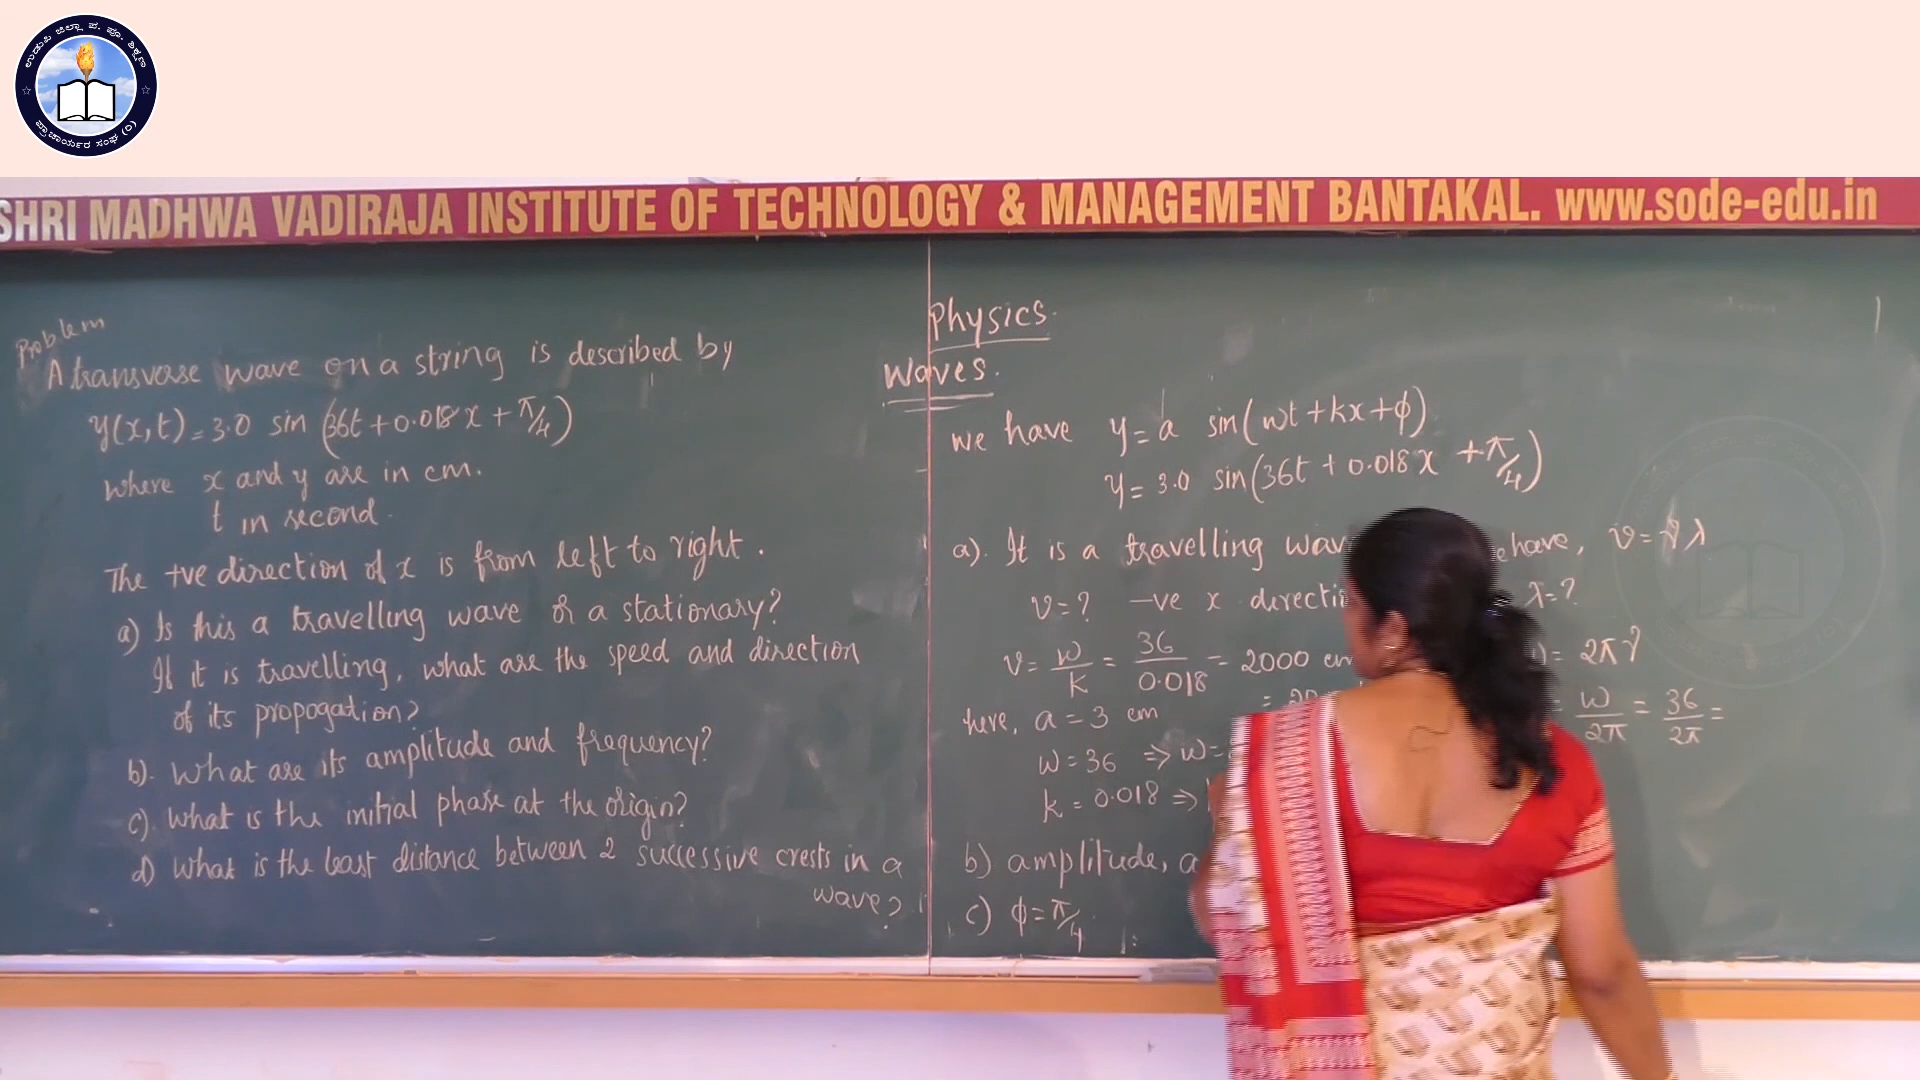 ಉಡುಪಿ ಜಿಲ್ಲಾ ಪ. ಪೂ. ಶಿಕ್ಷಣ
ಪ್ರಾಚಾರ್ಯರ ಸಂಘ (ರಿ)
SHRI MADHWA VADIRAJA INSTITUTE OF TECHNOLOGY & MANAGEMENT BANTAKAL. www.sode-edu.in
Problem
A transverse wave on a string is described by
y(x,t) = 3.0 sin (36t + 0.018 x + π/4)
where x and y are in cm.
t in second.
The +ve direction of x is from left to right.
a) Is this a travelling wave or a stationary?
If it is travelling, what are the speed and direction
of its propogation?
b). What are its amplitude and frequency?
c). What is the initial phase at the origin?
d) What is the least distance between 2 successive crests in a
wave?
Physics.
Waves.
we have y = a sin(wt + kx + φ)
y = 3.0 sin(36t + 0.018 x + π/4)
a). It is a travelling have, v = νλ
v = ? -ve x λ = ?
v = w/k = 36/0.018 = 2000 = 2πν
here, a = 3 cm w/2π = 36/2π =
w = 36 ⇒ w =
k = 0.018 ⇒
b) amplitude, a
c) φ = π/4